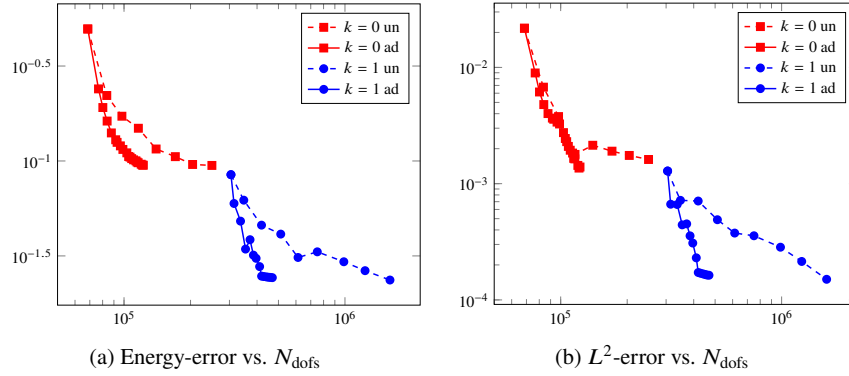 10^−0.5
10^−1
10^−1.5
10^5
10^6
k = 0 un
k = 0 ad
k = 1 un
k = 1 ad
(a) Energy-error vs. N_dofs
10^−2
10^−3
10^−4
10^5
10^6
k = 0 un
k = 0 ad
k = 1 un
k = 1 ad
(b) L^2-error vs. N_dofs